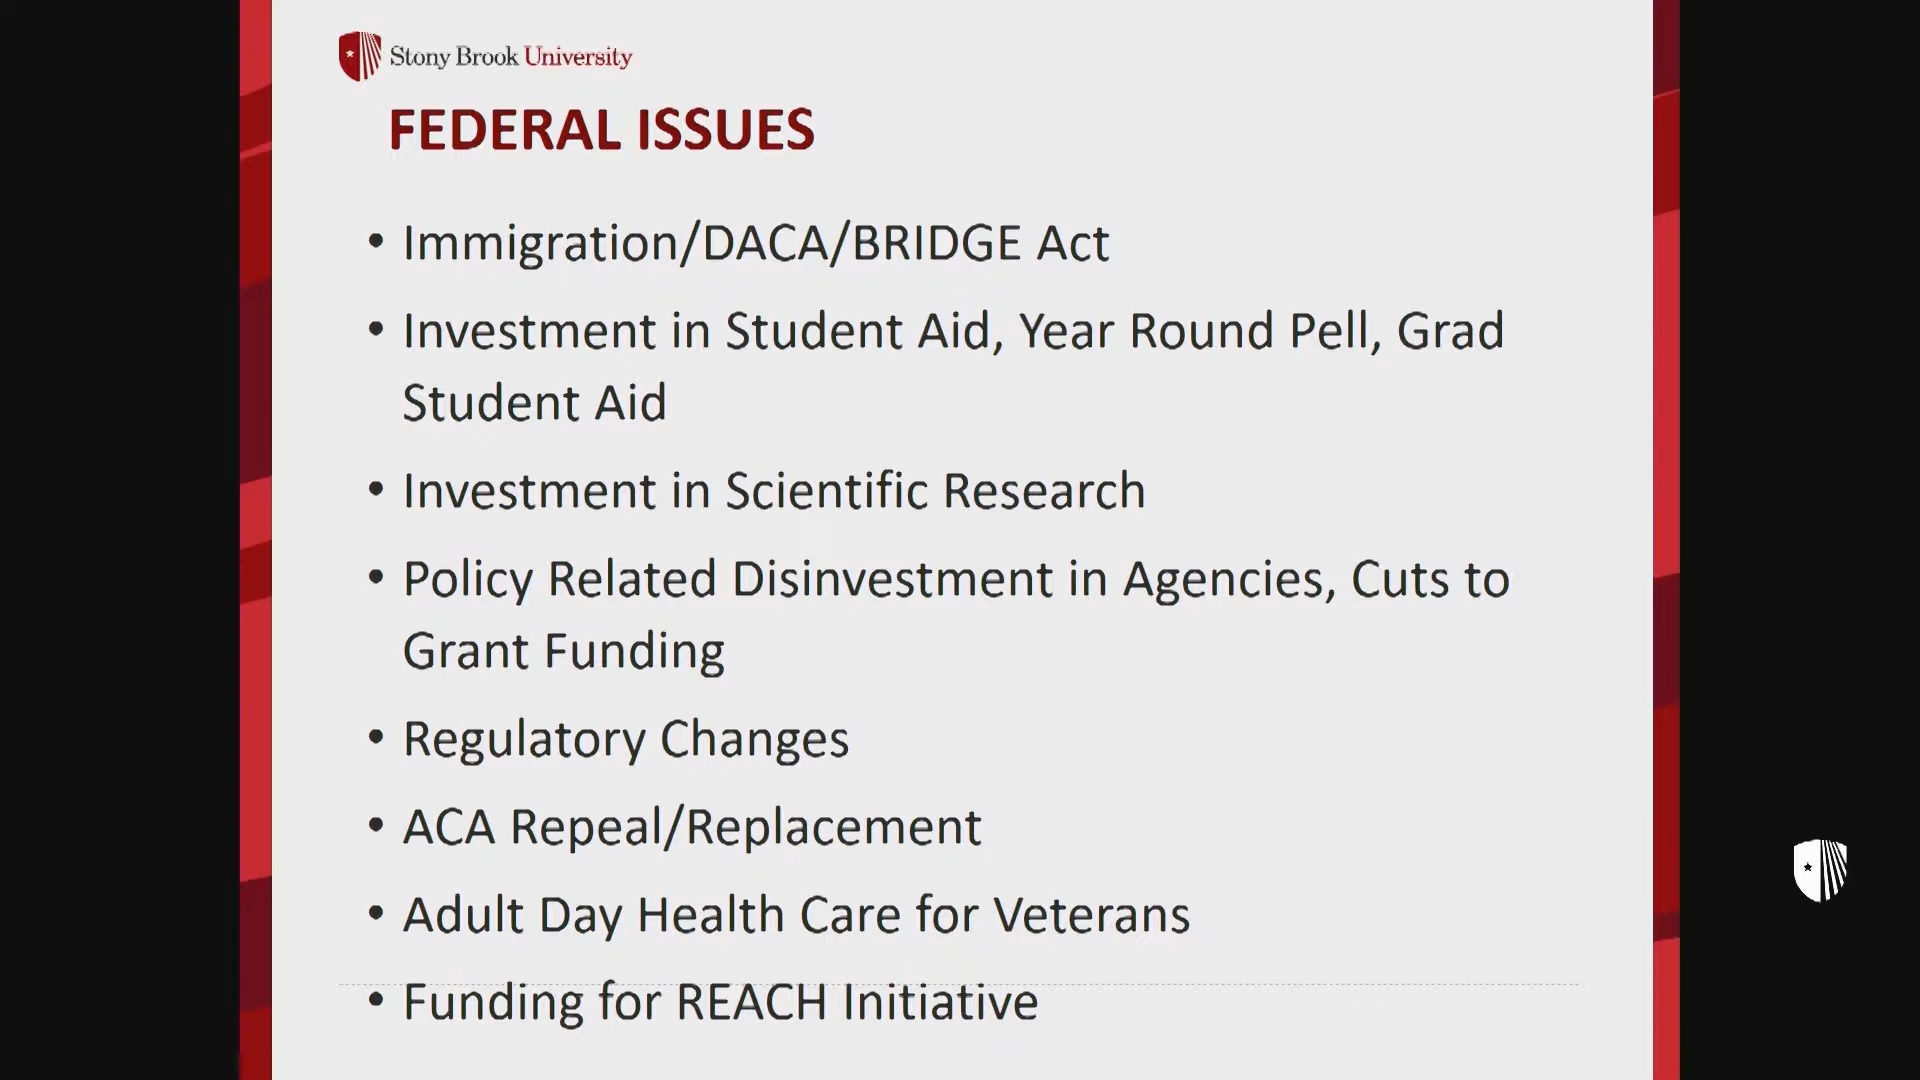 Stony Brook University
FEDERAL ISSUES
• Immigration/DACA/BRIDGE Act
• Investment in Student Aid, Year Round Pell, Grad
Student Aid
• Investment in Scientific Research
• Policy Related Disinvestment in Agencies, Cuts to
Grant Funding
• Regulatory Changes
• ACA Repeal/Replacement
• Adult Day Health Care for Veterans
• Funding for REACH Initiative